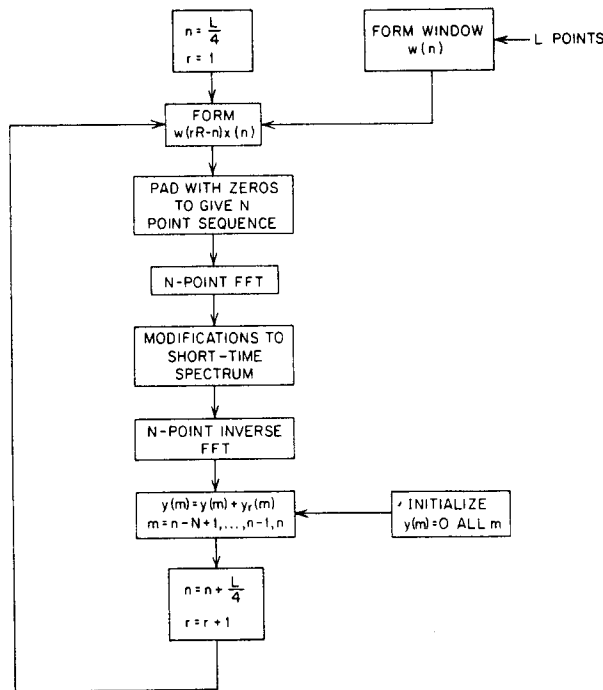 n = L/4
r = 1
FORM WINDOW
w(n)
L POINTS
FORM
w(rR-n)x(n)
PAD WITH ZEROS
TO GIVE N
POINT SEQUENCE
N-POINT FFT
MODIFICATIONS TO
SHORT-TIME
SPECTRUM
N-POINT INVERSE
FFT
y(m)=y(m)+y_r(m)
m=n-N+1,...,n-1,n
INITIALIZE
y(m)=0 ALL m
n=n+L/4
r=r+1